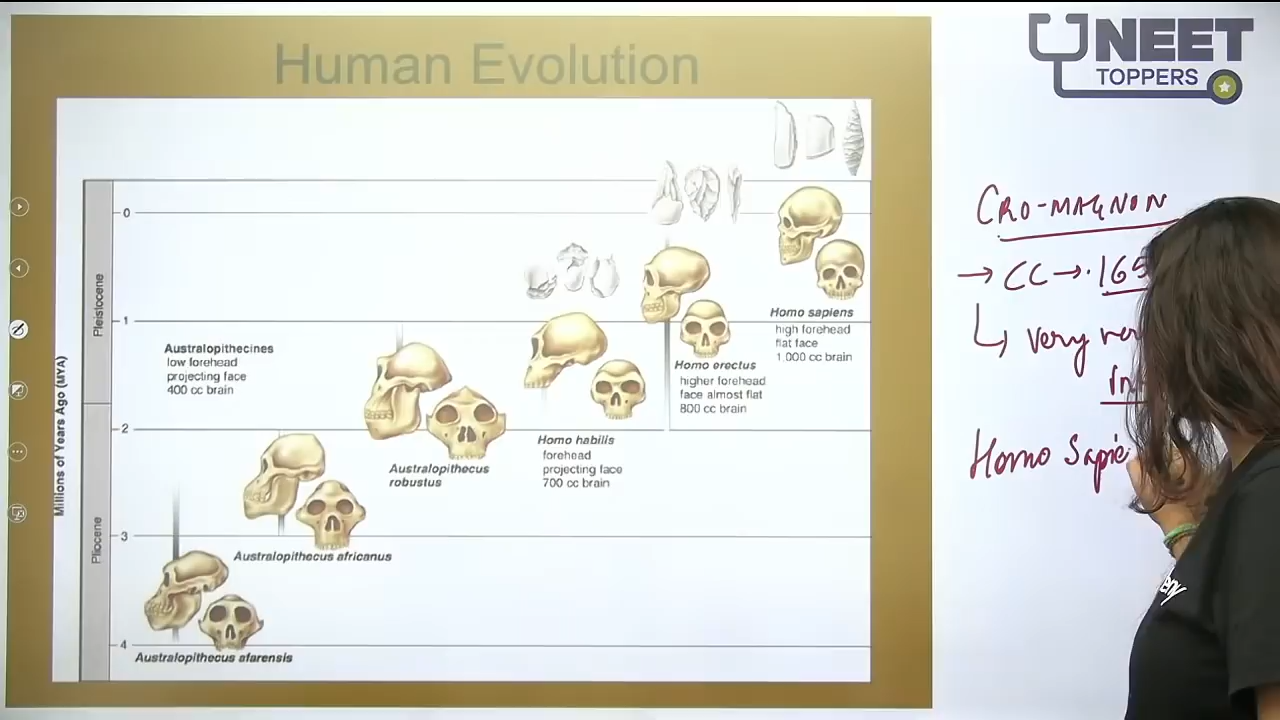 Human Evolution
NEET
TOPPERS
Millions of Years Ago (MYA)
Pleistocene
Pliocene
0
1
2
3
4
Australopithecines
low forehead
projecting face
400 cc brain
Australopithecus afarensis
Australopithecus africanus
Australopithecus
robustus
Homo habilis
forehead
projecting face
700 cc brain
Homo erectus
higher forehead
face almost flat
800 cc brain
Homo sapiens
high forehead
flat face
1,000 cc brain
CRO-MAGNON
→ CC → 165
↳ very
Homo Sapie